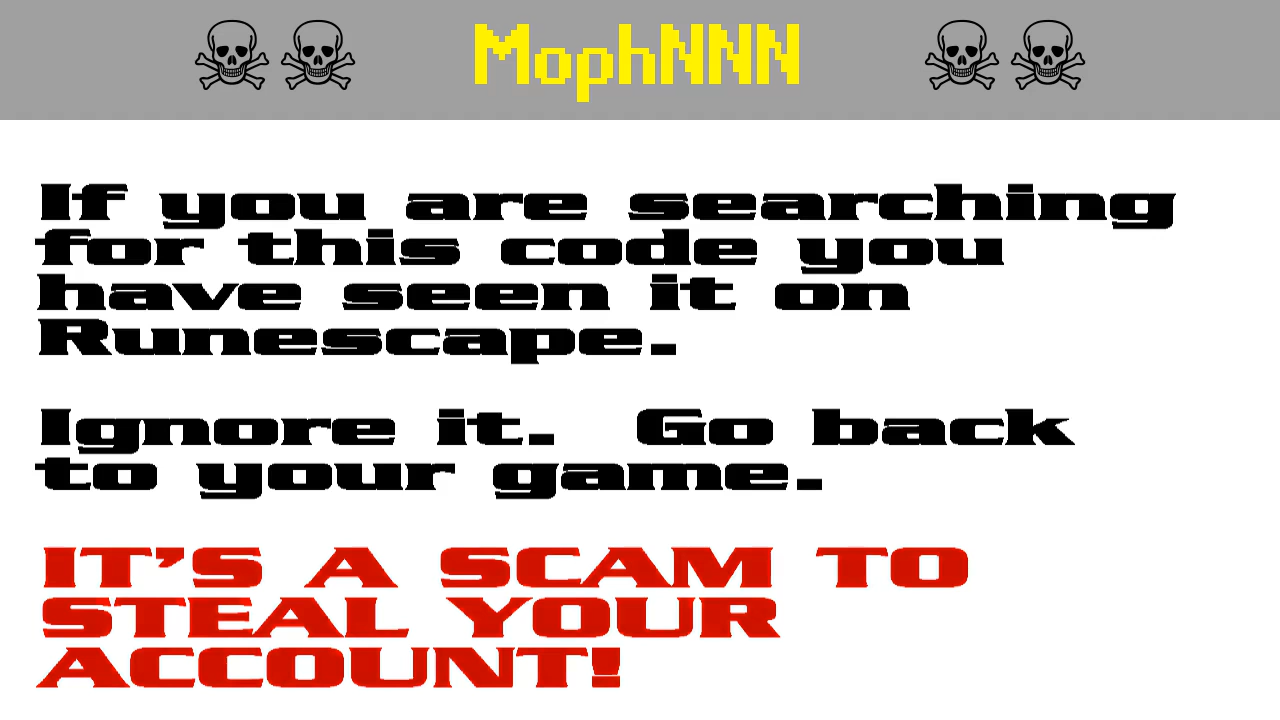 MophNNN
If you are searching
for this code you
have seen it on
Runescape.
Ignore it.  Go back
to your game.
IT'S A SCAM TO
STEAL YOUR
ACCOUNT!